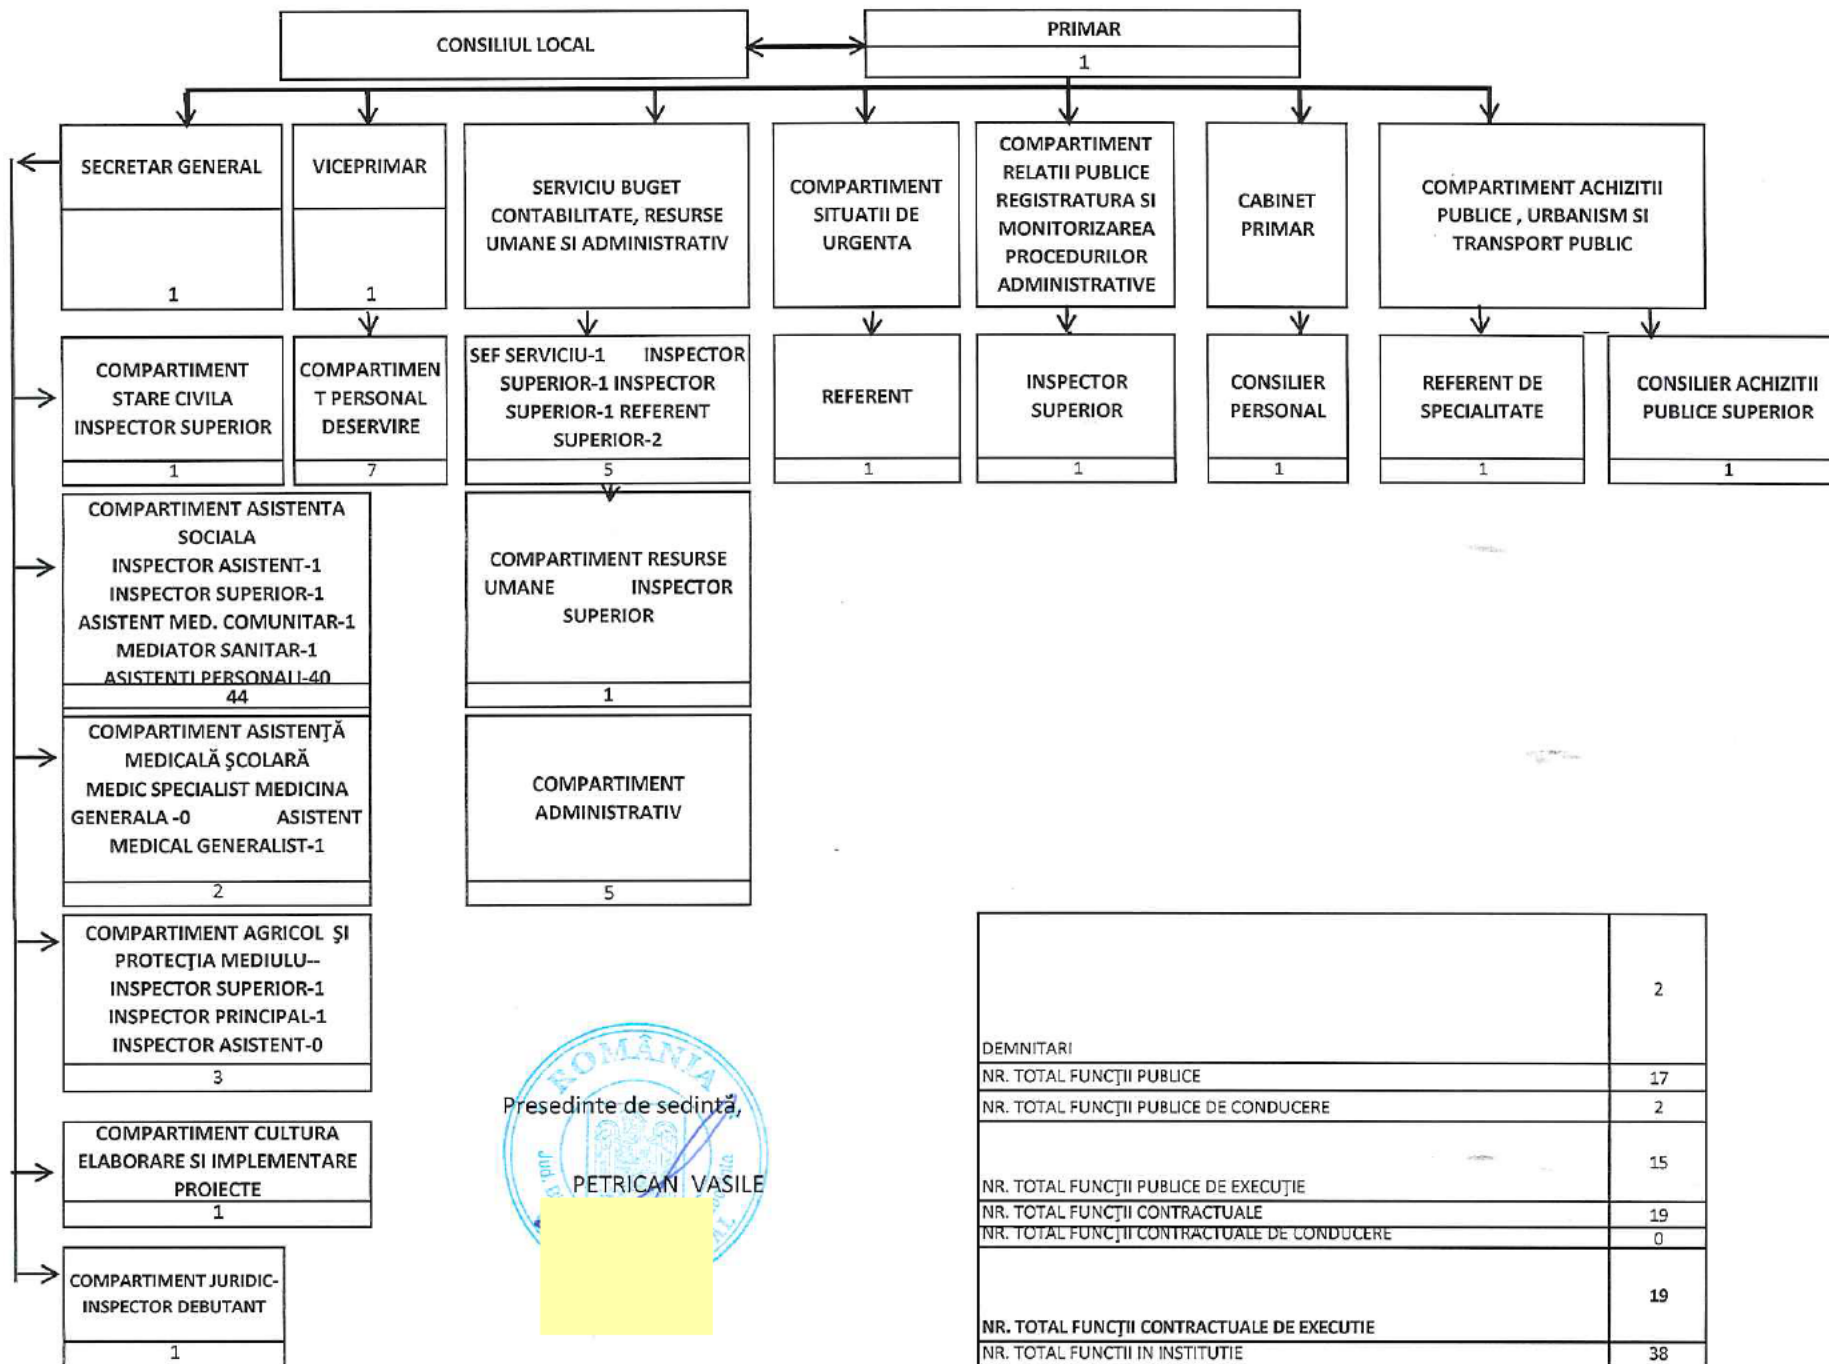 CONSILIUL LOCAL
PRIMAR
1
SECRETAR GENERAL
1
VICEPRIMAR
1
SERVICIU BUGET
CONTABILITATE, RESURSE
UMANE SI ADMINISTRATIV
COMPARTIMENT
SITUATII DE
URGENTA
COMPARTIMENT
RELATII PUBLICE
REGISTRATURA SI
MONITORIZAREA
PROCEDURILOR
ADMINISTRATIVE
CABINET
PRIMAR
COMPARTIMENT ACHIZITII
PUBLICE , URBANISM SI
TRANSPORT PUBLIC
COMPARTIMENT
STARE CIVILA
INSPECTOR SUPERIOR
1
COMPARTIMEN
T PERSONAL
DESERVIRE
7
SEF SERVICIU-1 INSPECTOR
SUPERIOR-1 INSPECTOR
SUPERIOR-1 REFERENT
SUPERIOR-2
5
REFERENT
1
INSPECTOR
SUPERIOR
1
CONSILIER
PERSONAL
1
REFERENT DE
SPECIALITATE
1
CONSILIER ACHIZITII
PUBLICE SUPERIOR
1
COMPARTIMENT ASISTENTA
SOCIALA
INSPECTOR ASISTENT-1
INSPECTOR SUPERIOR-1
ASISTENT MED. COMUNITAR-1
MEDIATOR SANITAR-1
ASISTENTI PERSONALI-40
44
COMPARTIMENT RESURSE
UMANE INSPECTOR
SUPERIOR
1
COMPARTIMENT ASISTENŢĂ
MEDICALĂ ŞCOLARĂ
MEDIC SPECIALIST MEDICINA
GENERALA -0 ASISTENT
MEDICAL GENERALIST-1
2
COMPARTIMENT
ADMINISTRATIV
5
COMPARTIMENT AGRICOL ŞI
PROTECŢIA MEDIULU--
INSPECTOR SUPERIOR-1
INSPECTOR PRINCIPAL-1
INSPECTOR ASISTENT-0
3
COMPARTIMENT CULTURA
ELABORARE SI IMPLEMENTARE
PROIECTE
1
COMPARTIMENT JURIDIC-
INSPECTOR DEBUTANT
1
ROMÂNIA
Presedinte de sedintă,
PETRICAN VASILE
Jud.
DEMNITARI 2
NR. TOTAL FUNCŢII PUBLICE 17
NR. TOTAL FUNCŢII PUBLICE DE CONDUCERE 2
NR. TOTAL FUNCŢII PUBLICE DE EXECUŢIE 15
NR. TOTAL FUNCŢII CONTRACTUALE 19
NR. TOTAL FUNCŢII CONTRACTUALE DE CONDUCERE 0
NR. TOTAL FUNCŢII CONTRACTUALE DE EXECUTIE 19
NR. TOTAL FUNCTII IN INSTITUTIE 38